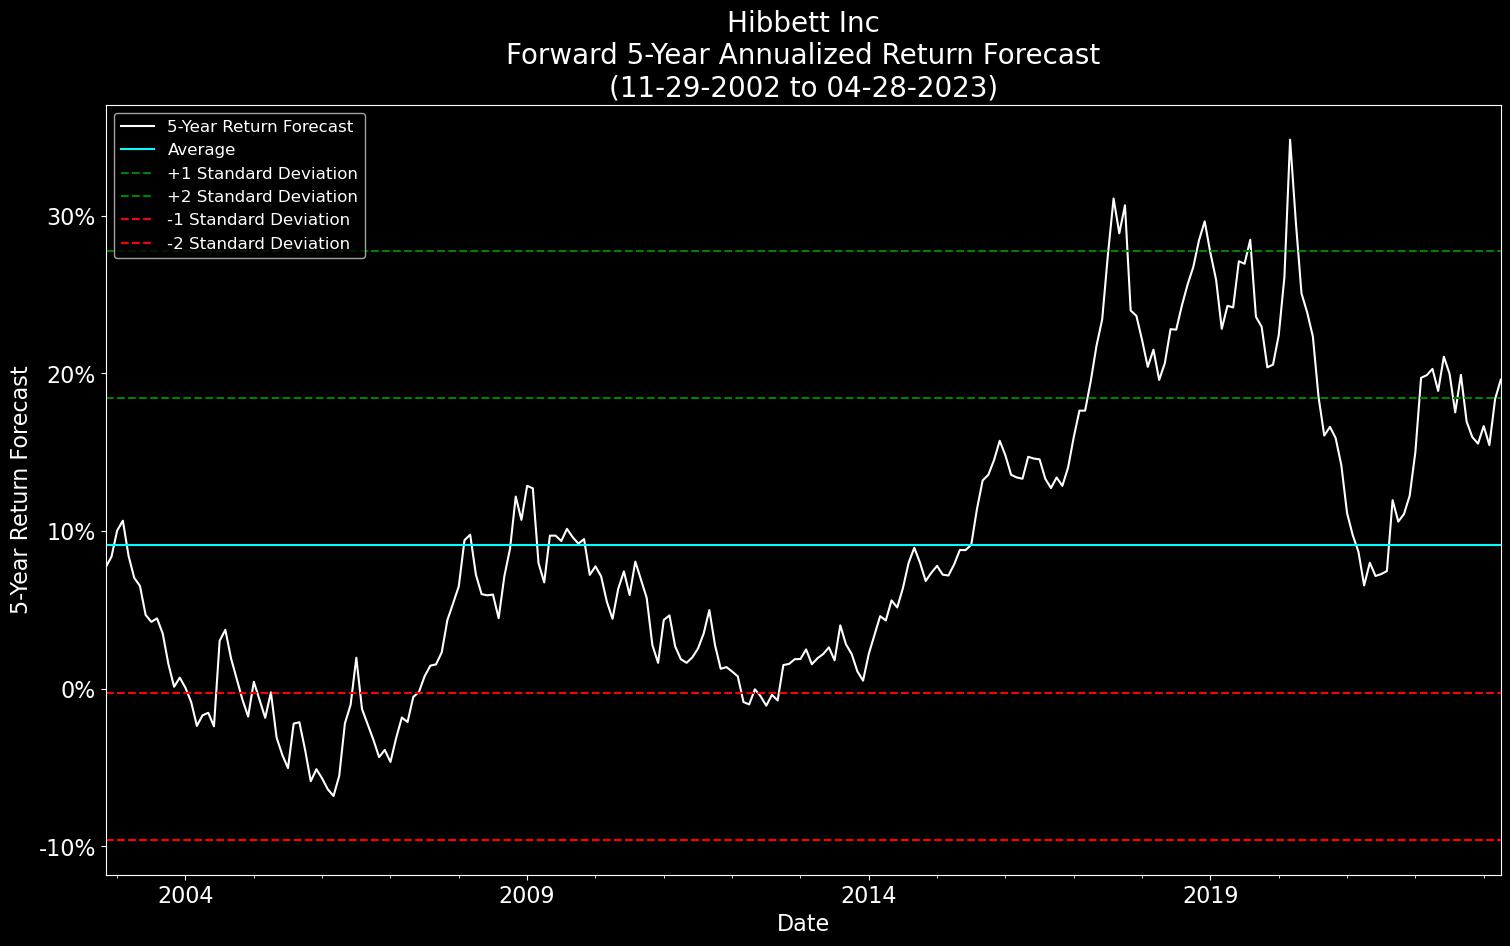 Hibbett Inc
Forward 5-Year Annualized Return Forecast
(11-29-2002 to 04-28-2023)
5-Year Return Forecast
Average
+1 Standard Deviation
+2 Standard Deviation
-1 Standard Deviation
-2 Standard Deviation
30%
20%
10%
0%
-10%
5-Year Return Forecast
2004
2009
2014
2019
Date